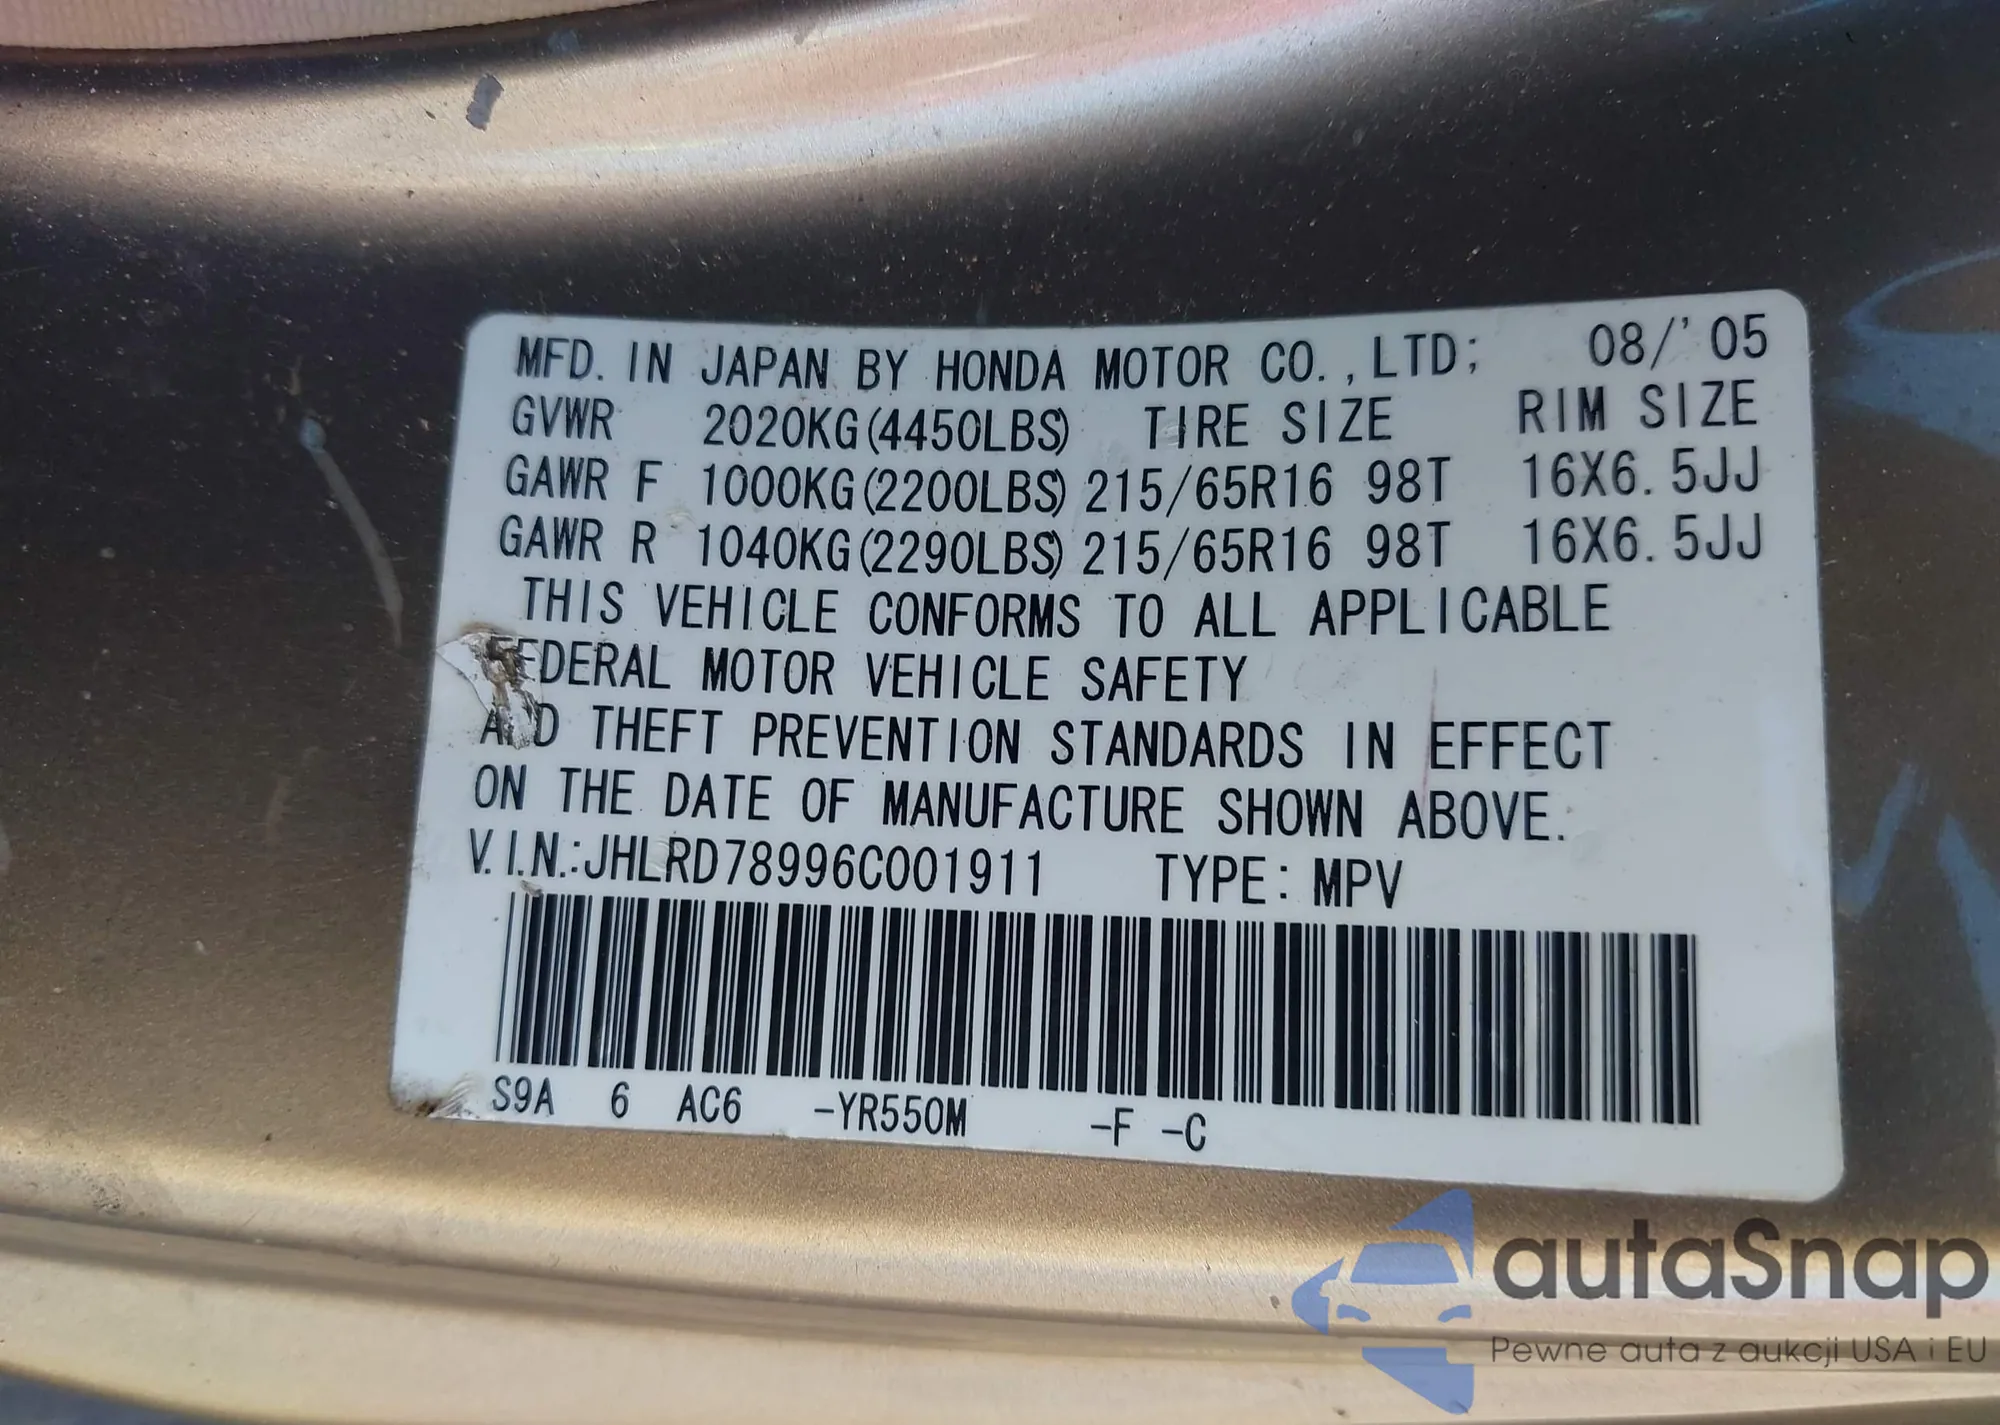 MFD. IN JAPAN BY HONDA MOTOR CO.,LTD; 08/'05
GVWR 2020KG(4450LBS) TIRE SIZE RIM SIZE
GAWR F 1000KG(2200LBS) 215/65R16 98T 16X6.5JJ
GAWR R 1040KG(2290LBS) 215/65R16 98T 16X6.5JJ
THIS VEHICLE CONFORMS TO ALL APPLICABLE
FEDERAL MOTOR VEHICLE SAFETY
AND THEFT PREVENTION STANDARDS IN EFFECT
ON THE DATE OF MANUFACTURE SHOWN ABOVE.
V.I.N.:JHLRD78996C001911 TYPE: MPV
S9A 6 AC6 -YR550M -F -C
autaSnap
Pewne auta z aukcji USA i EU